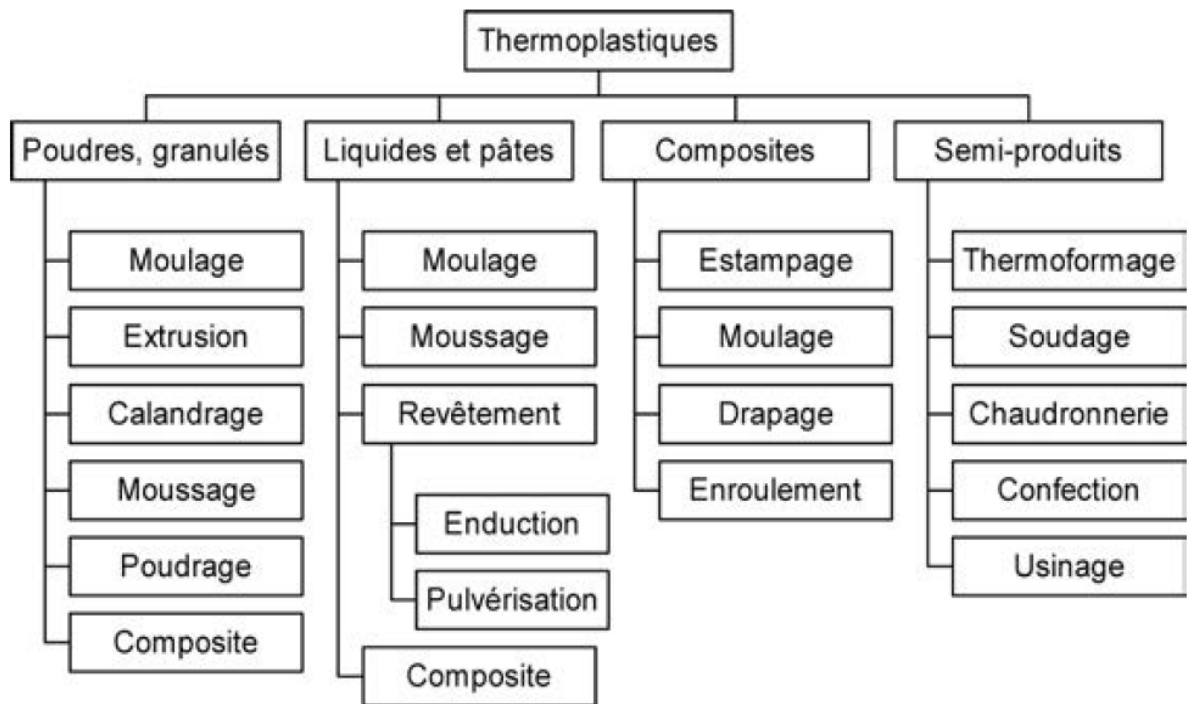 Thermoplastiques
Poudres, granulés
Moulage
Extrusion
Calandrage
Moussage
Poudrage
Composite
Liquides et pâtes
Moulage
Moussage
Revêtement
Enduction
Pulvérisation
Composite
Composites
Estampage
Moulage
Drapage
Enroulement
Semi-produits
Thermoformage
Soudage
Chaudronnerie
Confection
Usinage